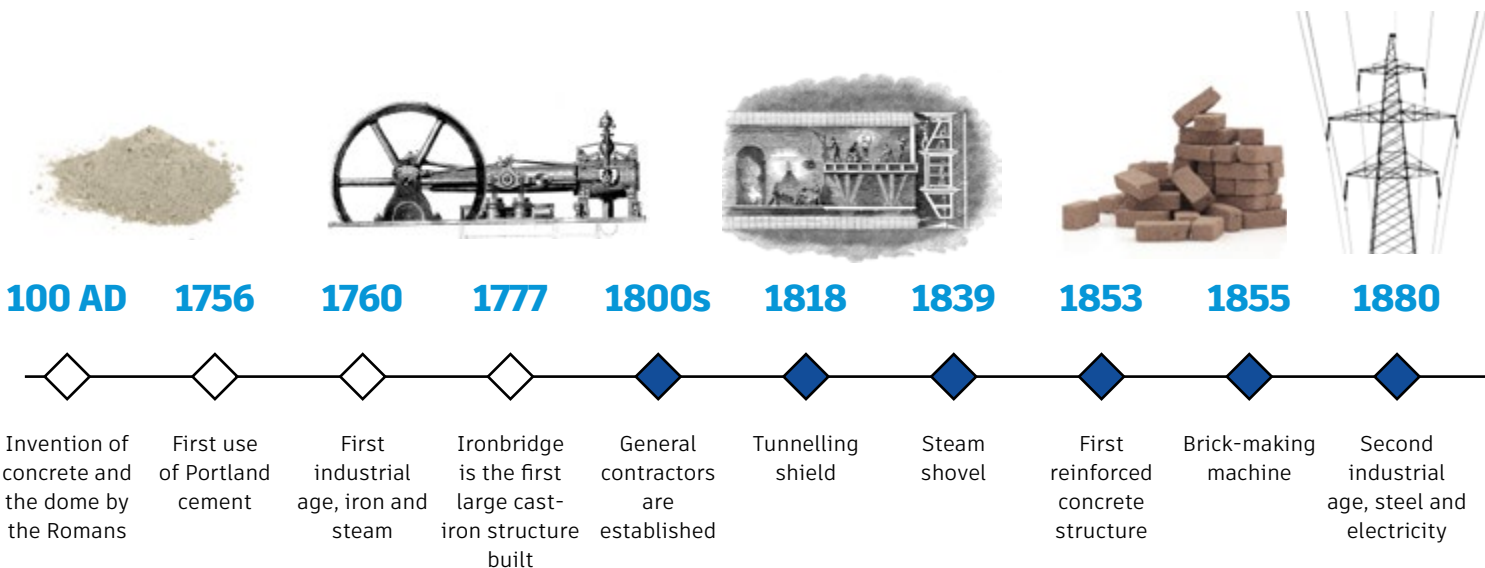 100 AD
1756
1760
1777
1800s
1818
1839
1853
1855
1880
Invention of
concrete and
the dome by
the Romans
First use
of Portland
cement
First
industrial
age, iron and
steam
Ironbridge
is the first
large cast-
iron structure
built
General
contractors
are
established
Tunnelling
shield
Steam
shovel
First
reinforced
concrete
structure
Brick-making
machine
Second
industrial
age, steel and
electricity